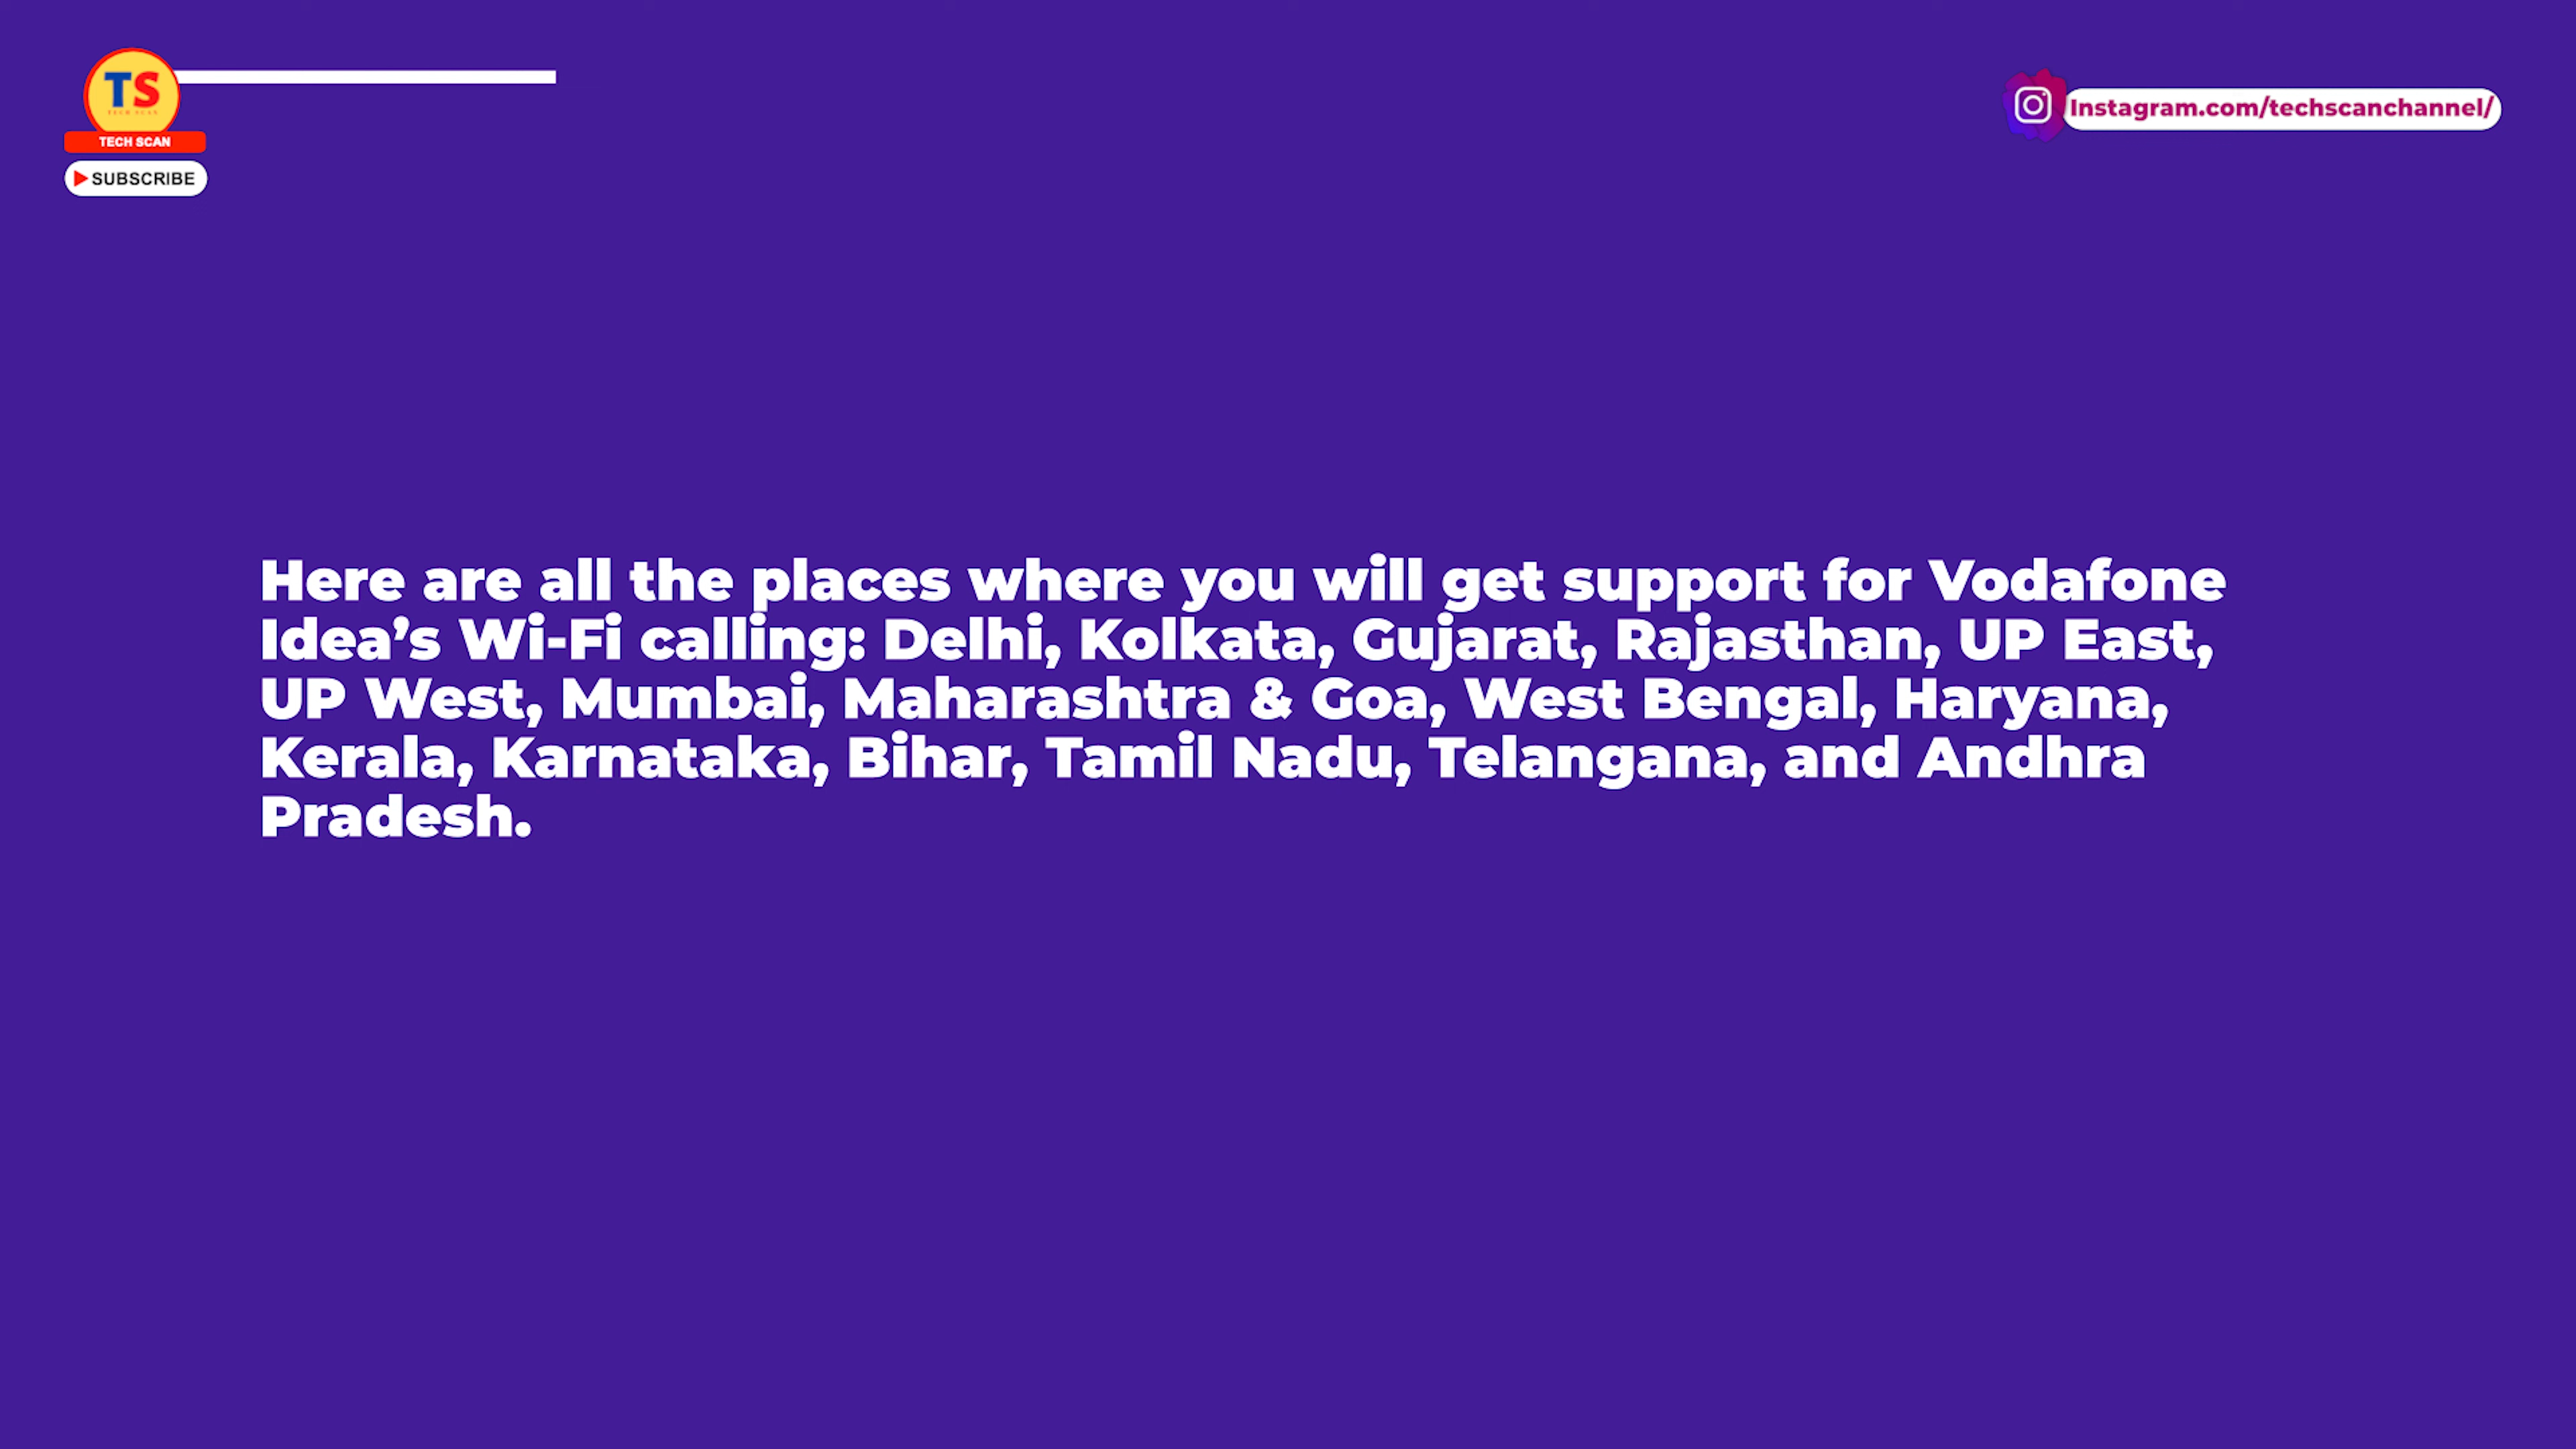 TS
TECH SCAN
TECH SCAN
SUBSCRIBE
Instagram.com/techscanchannel/
Here are all the places where you will get support for Vodafone
Idea’s Wi-Fi calling: Delhi, Kolkata, Gujarat, Rajasthan, UP East,
UP West, Mumbai, Maharashtra & Goa, West Bengal, Haryana,
Kerala, Karnataka, Bihar, Tamil Nadu, Telangana, and Andhra
Pradesh.